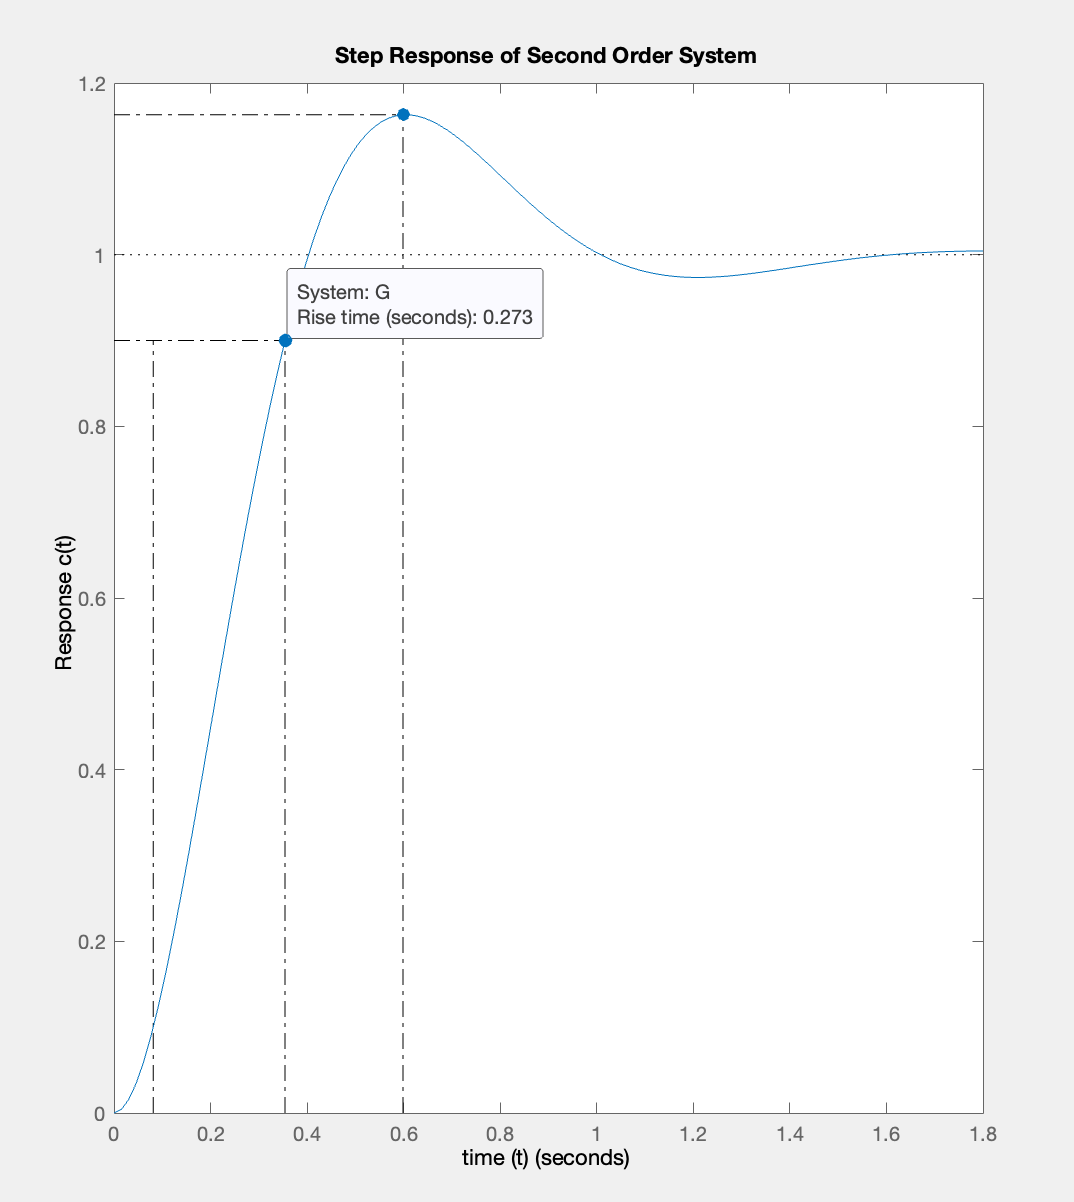 Step Response of Second Order System
1.2
1
0.8
0.6
0.4
0.2
0
Response c(t)
System: G
Rise time (seconds): 0.273
0 0.2 0.4 0.6 0.8 1 1.2 1.4 1.6 1.8
time (t) (seconds)